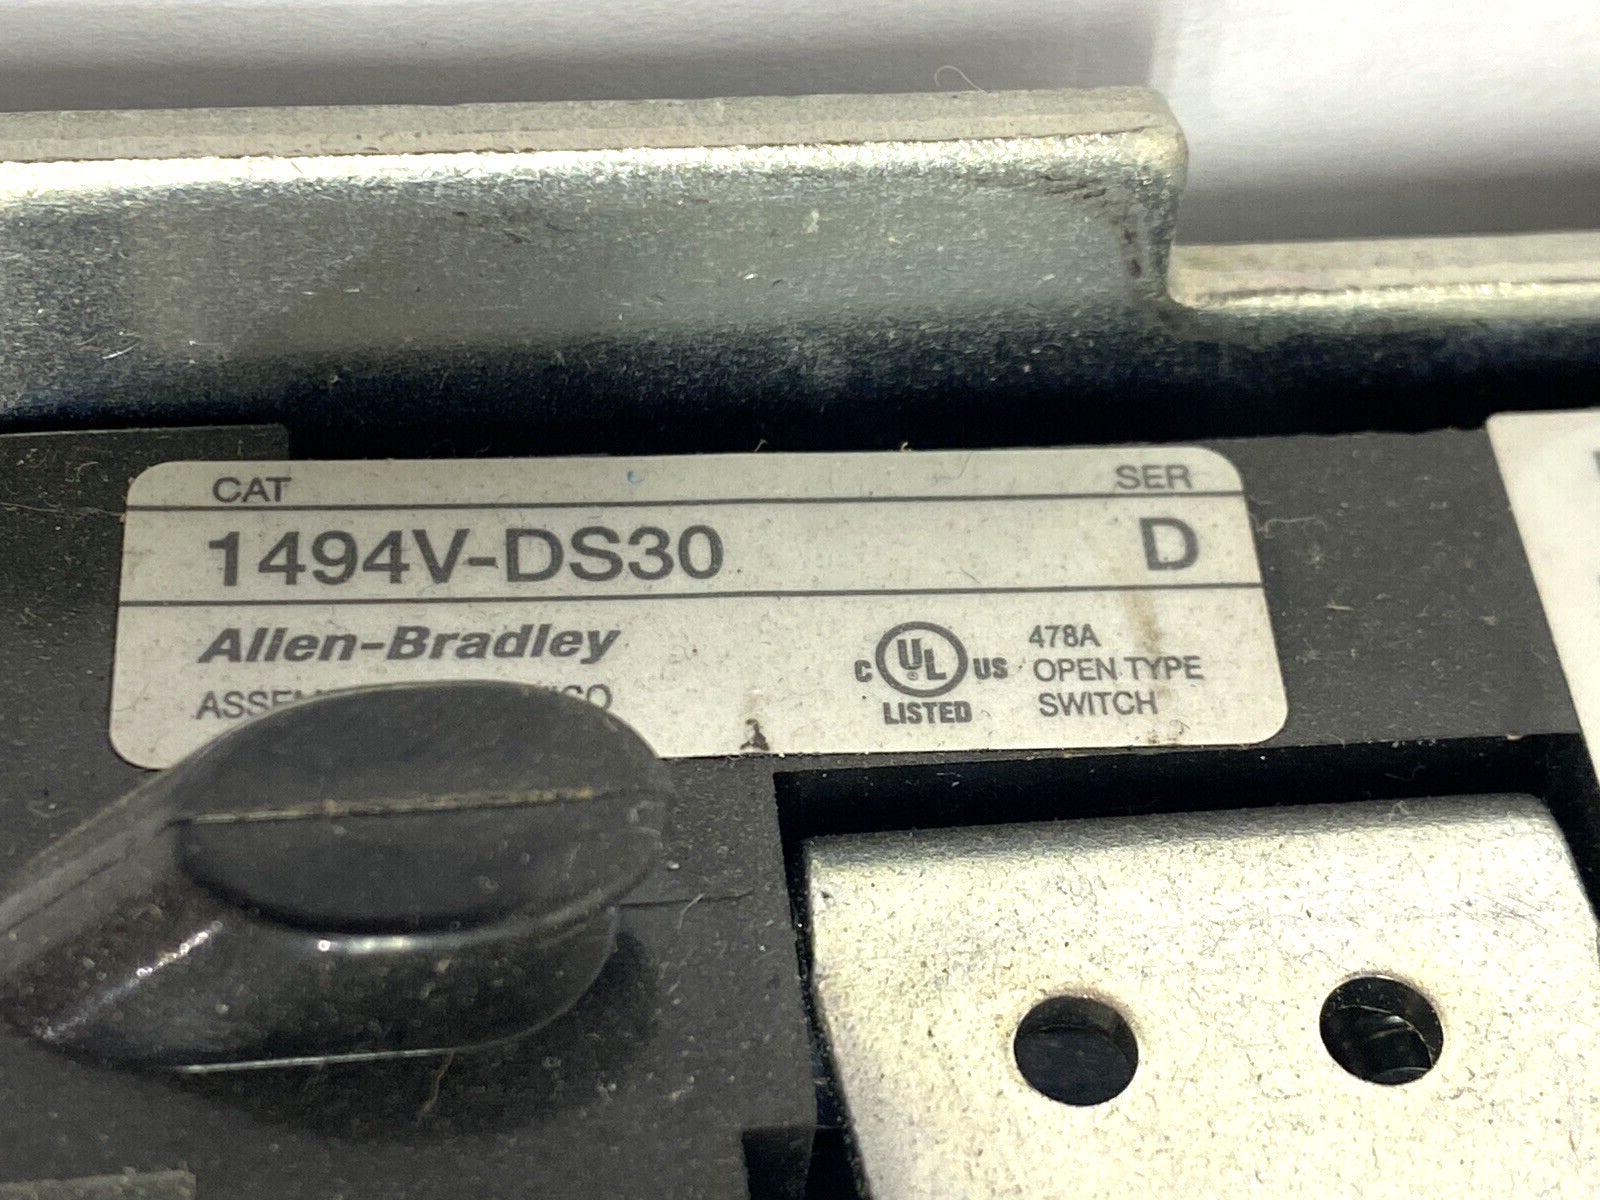 CAT SER
1494V-DS30 D
Allen-Bradley
C UL US 478A
OPEN TYPE
LISTED SWITCH